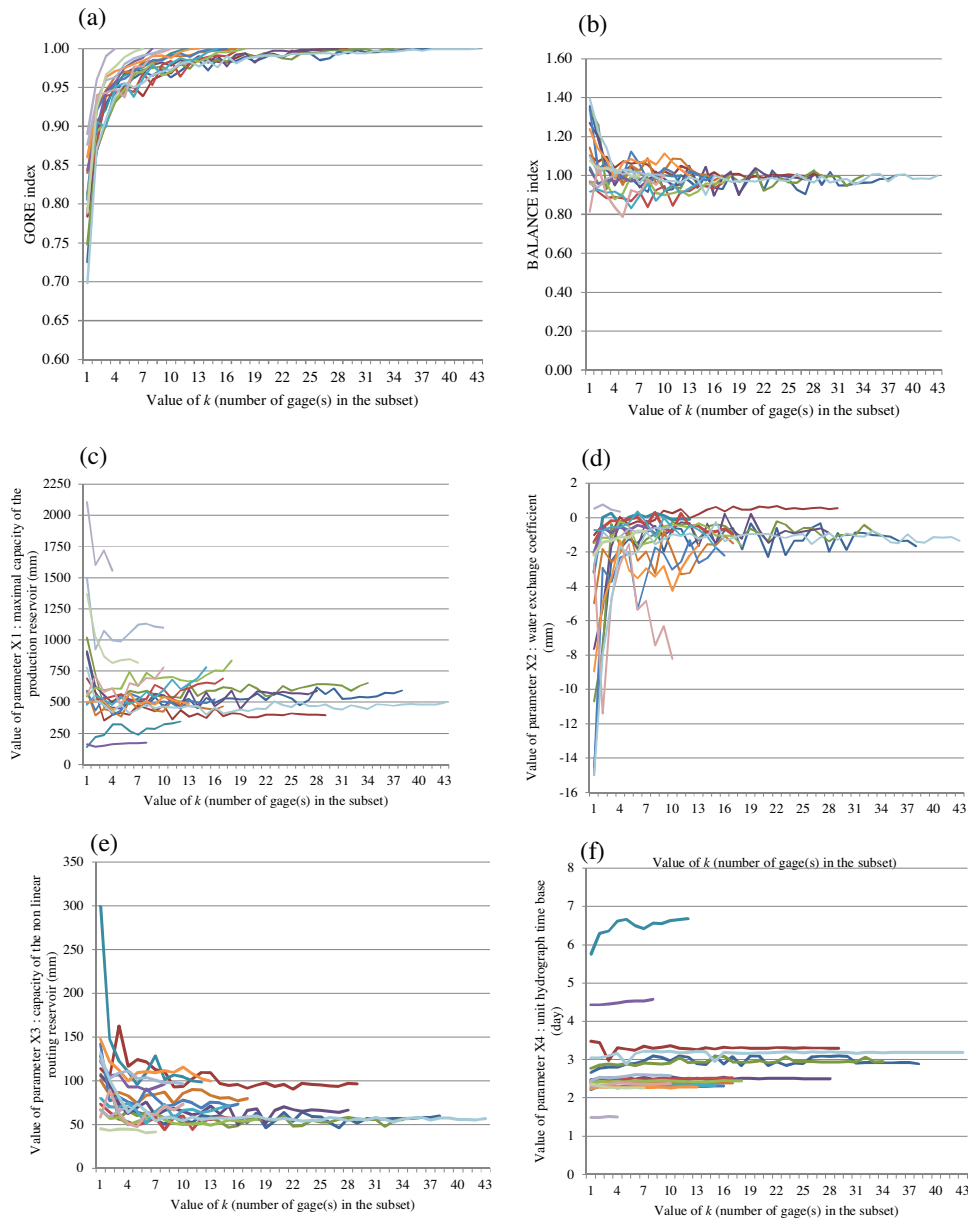 (a)
1.00
0.95
0.90
0.85
0.80
0.75
0.70
0.65
0.60
GORE index
1 4 7 10 13 16 19 22 25 28 31 34 37 40 43
Value of k (number of gage(s) in the subset)
(b)
1.60
1.40
1.20
1.00
0.80
0.60
0.40
0.20
0.00
BALANCE index
1 4 7 10 13 16 19 22 25 28 31 34 37 40 43
Value of k (number of gage(s) in the subset)
(c)
2250
2000
1750
1500
1250
1000
750
500
250
0
Value of parameter X1 : maximal capacity of the
production reservoir (mm)
1 4 7 10 13 16 19 22 25 28 31 34 37 40 43
Value of k (number of gage(s) in the subset)
(d)
2
0
-2
-4
-6
-8
-10
-12
-14
-16
Value of parameter X2 : water exchange coefficient
(mm)
1 4 7 10 13 16 19 22 25 28 31 34 37 40 43
Value of k (number of gage(s) in the subset)
(e)
350
300
250
200
150
100
50
0
Value of parameter X3 : capacity of the non linear
routing reservoir (mm)
1 4 7 10 13 16 19 22 25 28 31 34 37 40 43
Value of k (number of gage(s) in the subset)
(f)
8
7
6
5
4
3
2
1
0
Value of parameter X4 : unit hydrograph time base
(day)
1 4 7 10 13 16 19 22 25 28 31 34 37 40 43
Value of k (number of gage(s) in the subset)